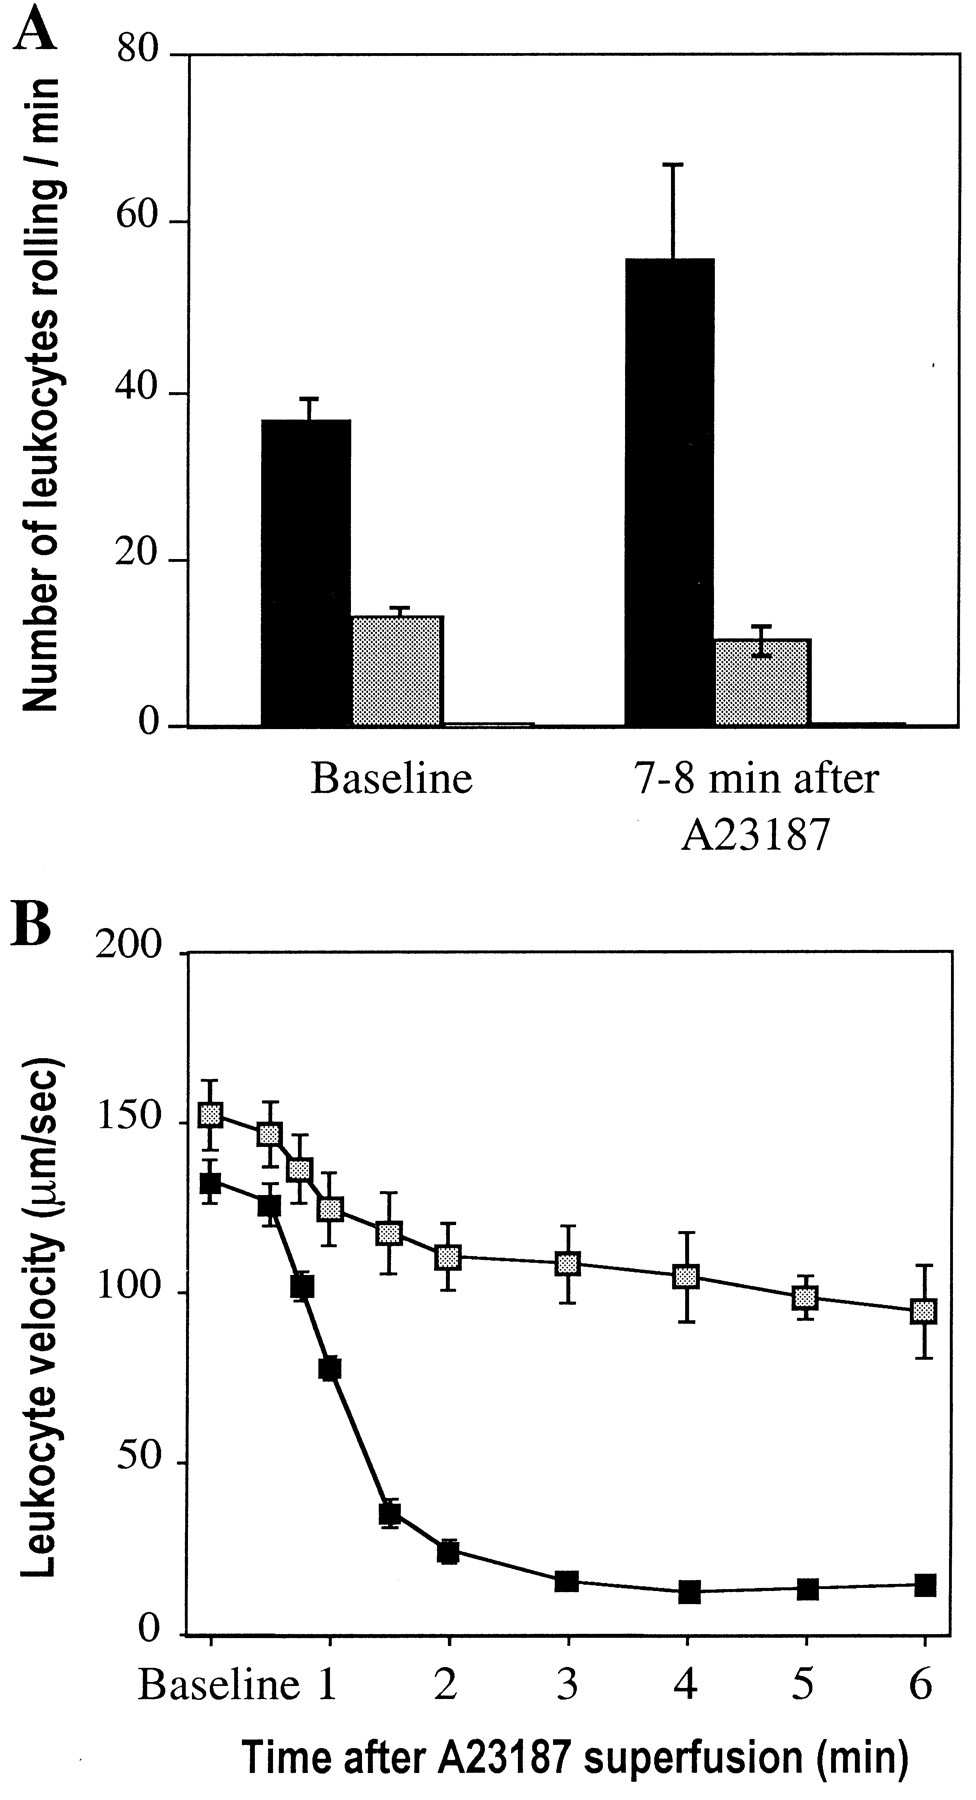 A
Number of leukocytes rolling / min
80
60
40
20
0
Baseline
7-8 min after
A23187
B
Leukocyte velocity (μm/sec)
200
150
100
50
0
Baseline 1 2 3 4 5 6
Time after A23187 superfusion (min)